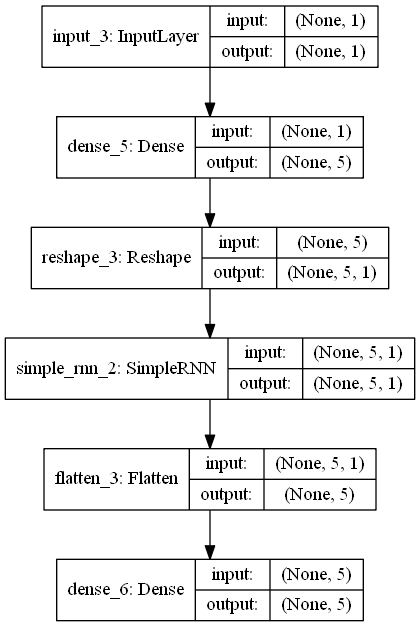 input_3: InputLayer input: (None, 1)
output: (None, 1)
dense_5: Dense input: (None, 1)
output: (None, 5)
reshape_3: Reshape input: (None, 5)
output: (None, 5, 1)
simple_rnn_2: SimpleRNN input: (None, 5, 1)
output: (None, 5, 1)
flatten_3: Flatten input: (None, 5, 1)
output: (None, 5)
dense_6: Dense input: (None, 5)
output: (None, 5)